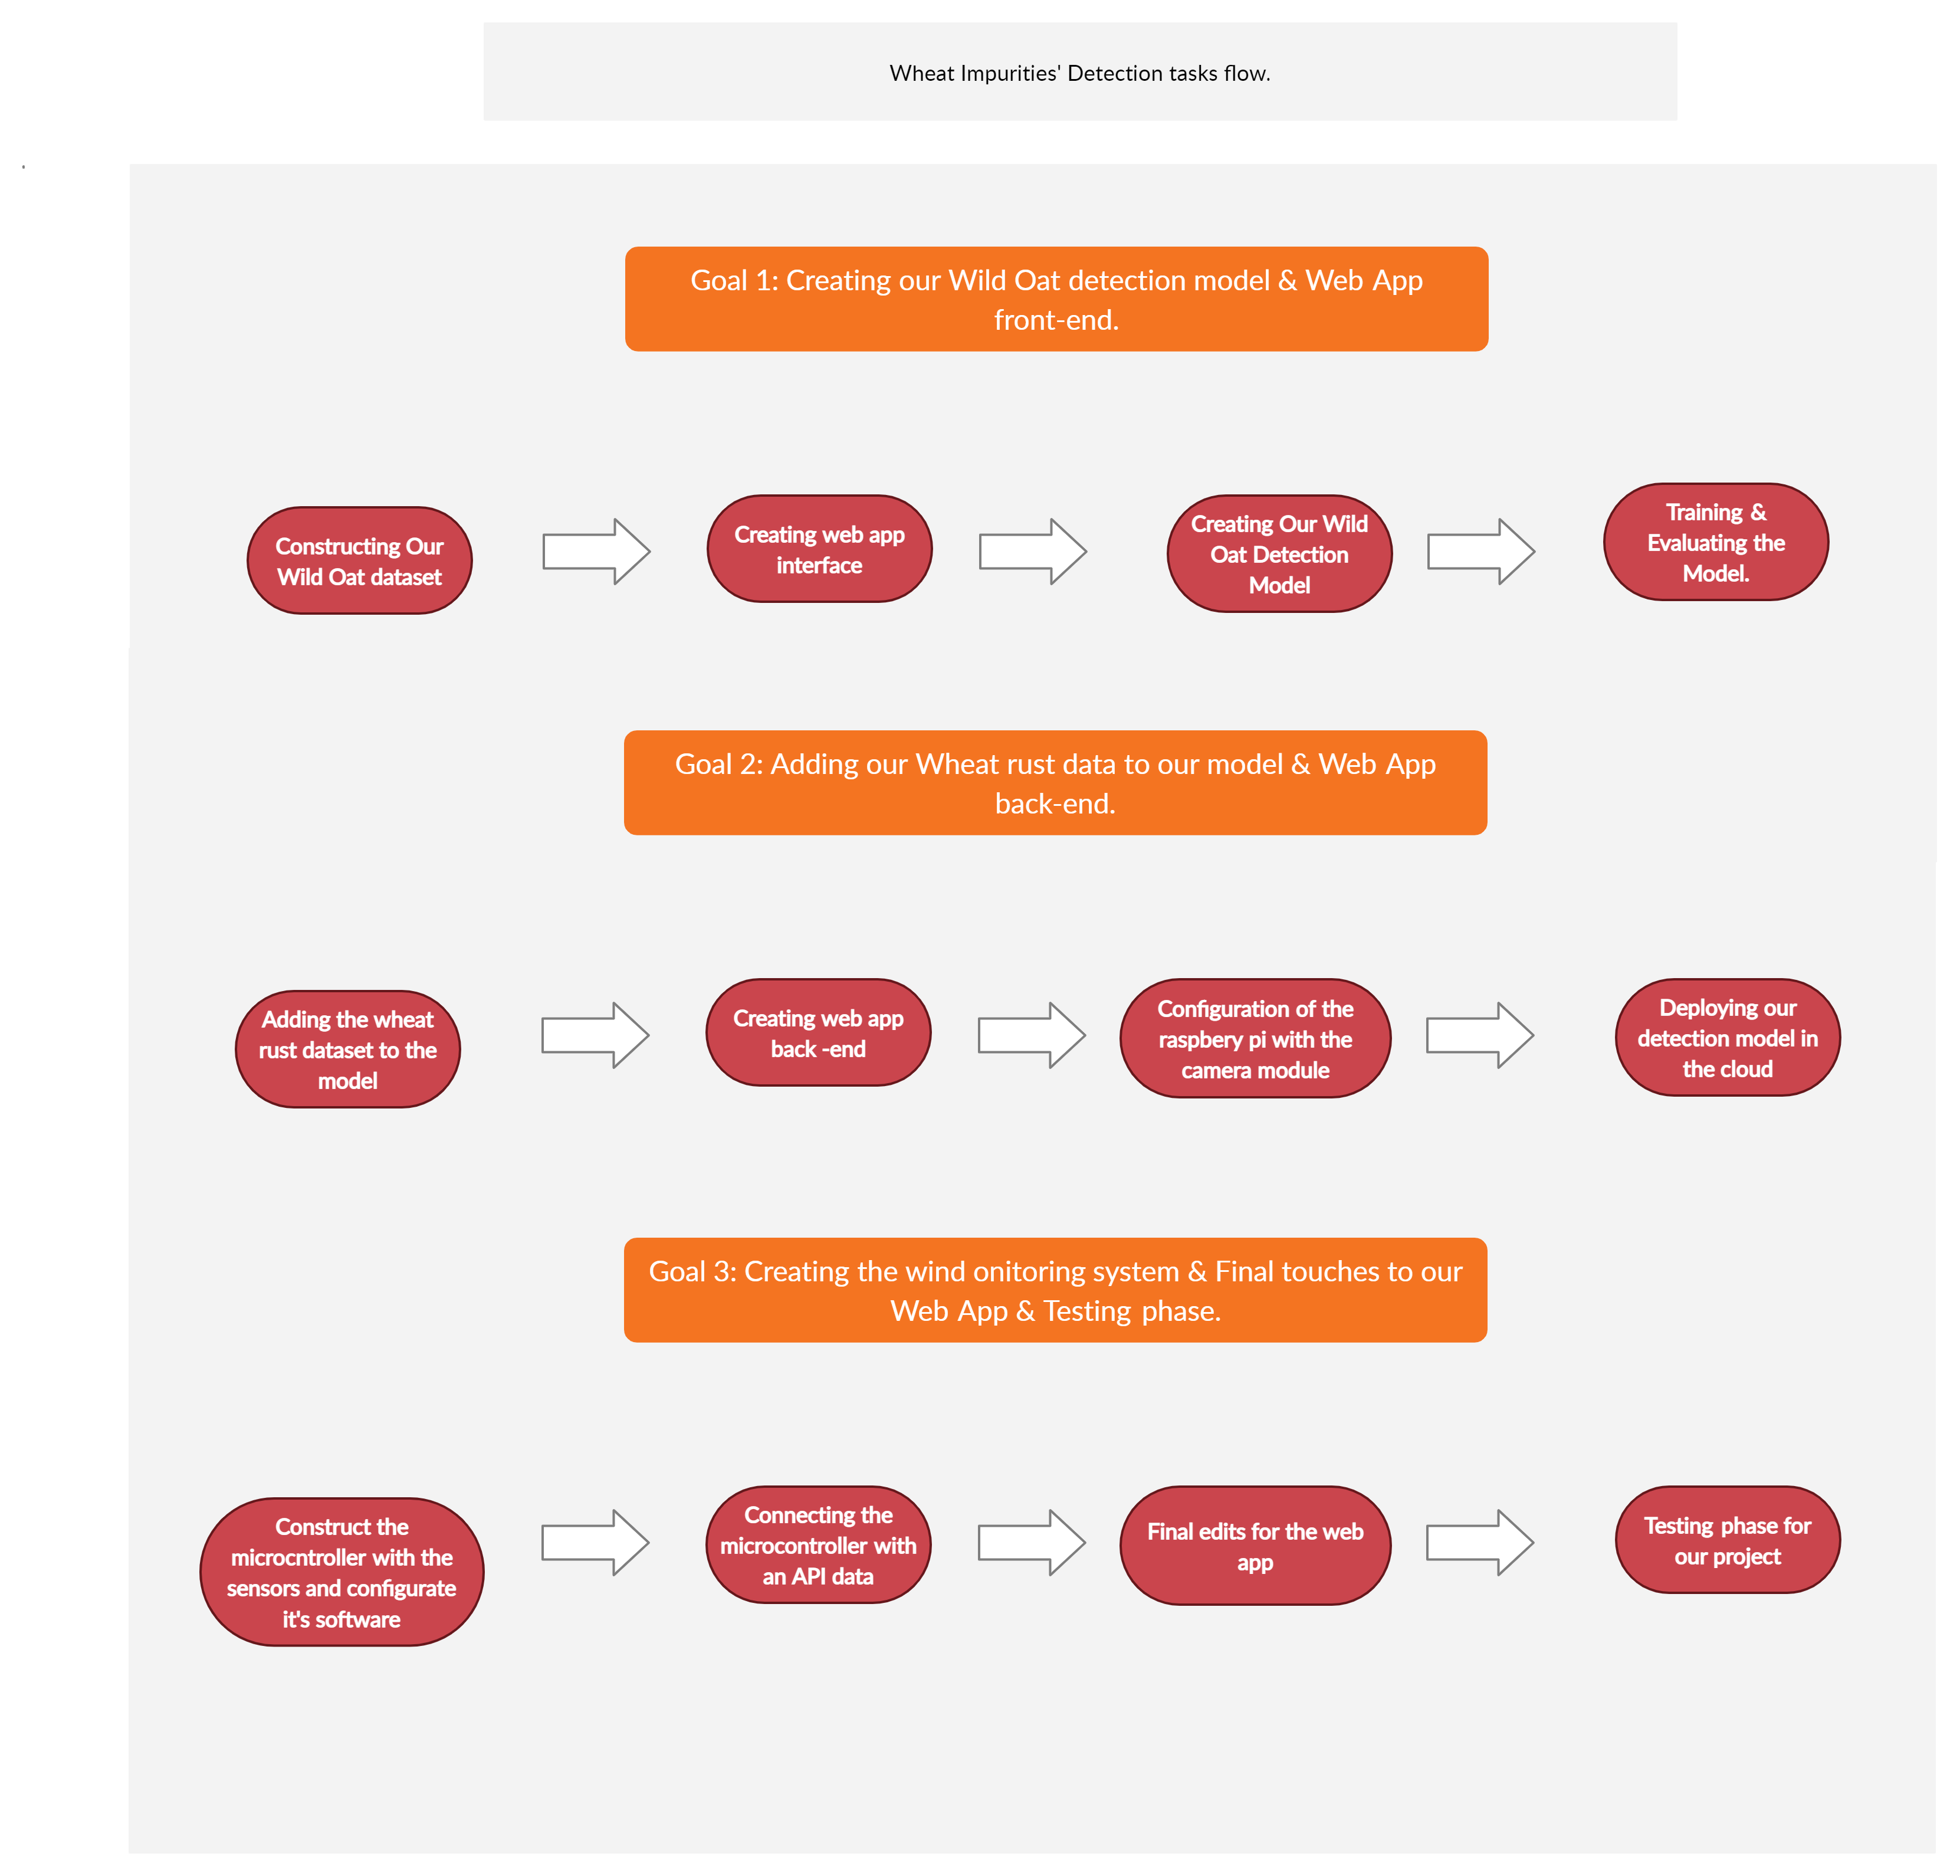 Wheat Impurities' Detection tasks flow.
Goal 1: Creating our Wild Oat detection model & Web App
front-end.
Constructing Our
Wild Oat dataset
Creating web app
interface
Creating Our Wild
Oat Detection
Model
Training &
Evaluating the
Model.
Goal 2: Adding our Wheat rust data to our model & Web App
back-end.
Adding the wheat
rust dataset to the
model
Creating web app
back -end
Configuration of the
raspbery pi with the
camera module
Deploying our
detection model in
the cloud
Goal 3: Creating the wind onitoring system & Final touches to our
Web App & Testing phase.
Construct the
microcntroller with the
sensors and configurate
it's software
Connecting the
microcontroller with
an API data
Final edits for the web
app
Testing phase for
our project